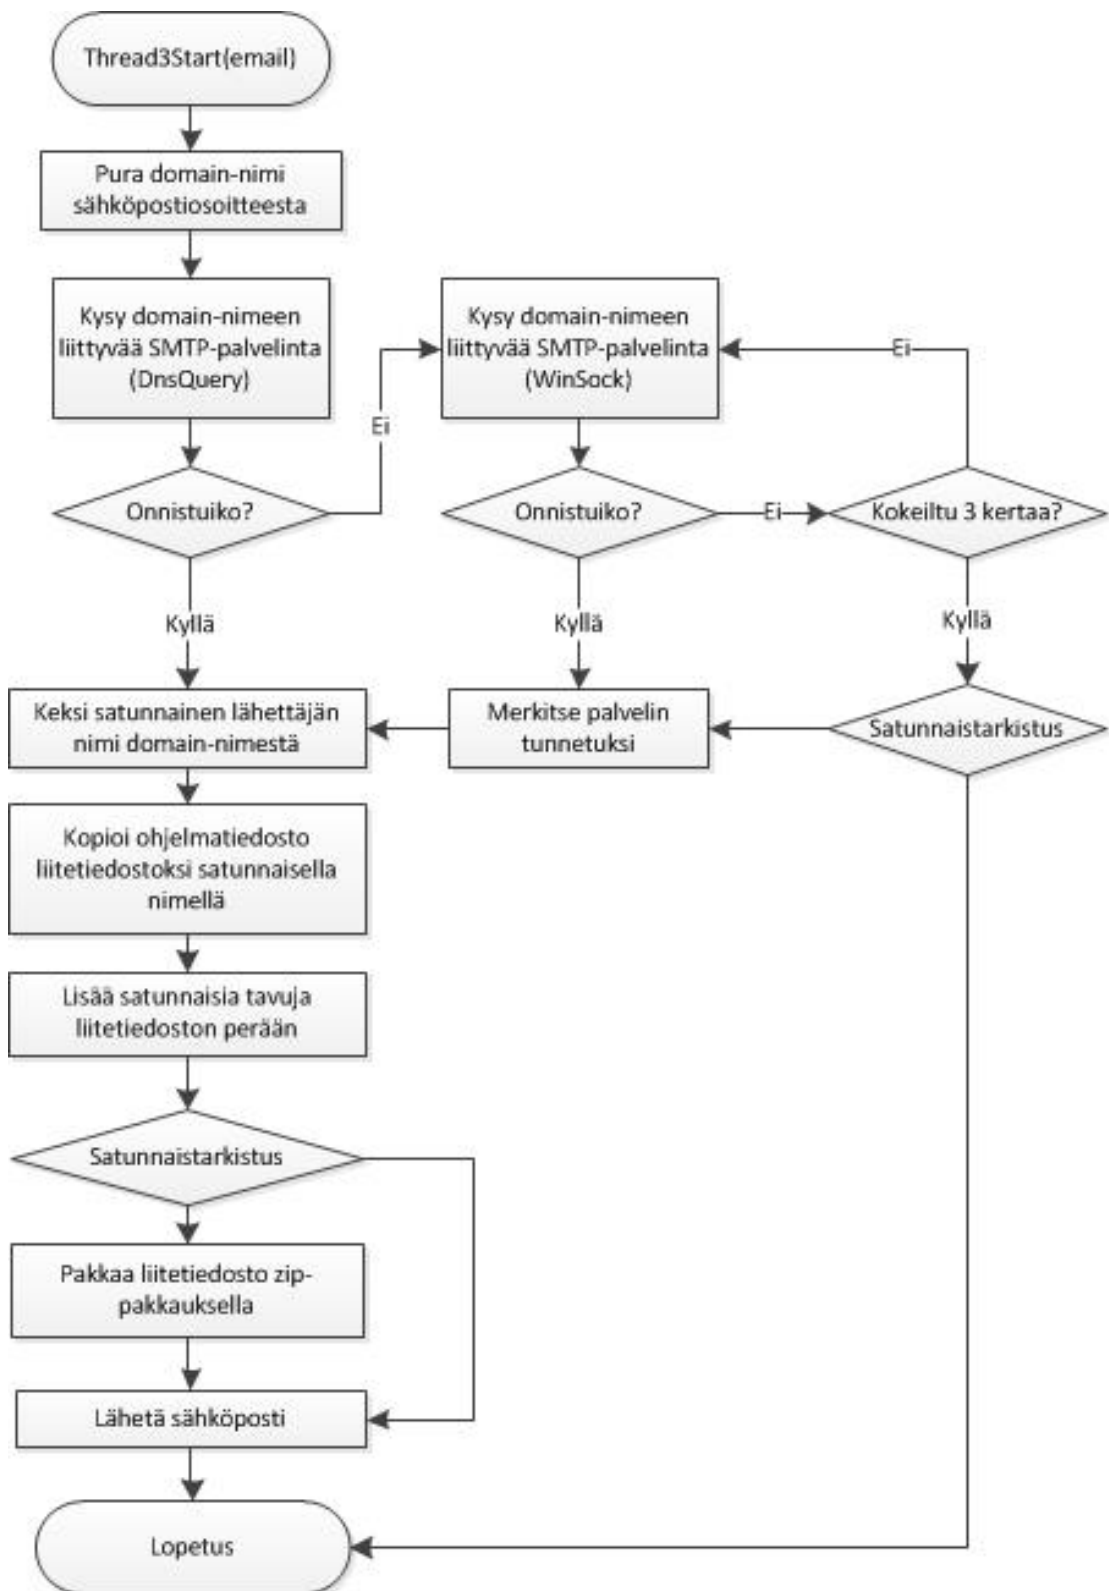 Thread3Start(email)
Pura domain-nimi
sähköpostiosoitteesta
Kysy domain-nimeen
liittyvää SMTP-palvelinta
(DnsQuery)
Kysy domain-nimeen
liittyvää SMTP-palvelinta
(WinSock)
Ei
Ei
Onnistuiko?
Onnistuiko?
Ei
Kokeiltu 3 kertaa?
Kyllä
Kyllä
Kyllä
Keksi satunnainen lähettäjän
nimi domain-nimestä
Merkitse palvelin
tunnetuksi
Satunnaistarkistus
Kopioi ohjelmatiedosto
liitetiedostoksi satunnaisella
nimellä
Lisää satunnaisia tavuja
liitetiedoston perään
Satunnaistarkistus
Pakkaa liitetiedosto zip-
pakkauksella
Lähetä sähköposti
Lopetus